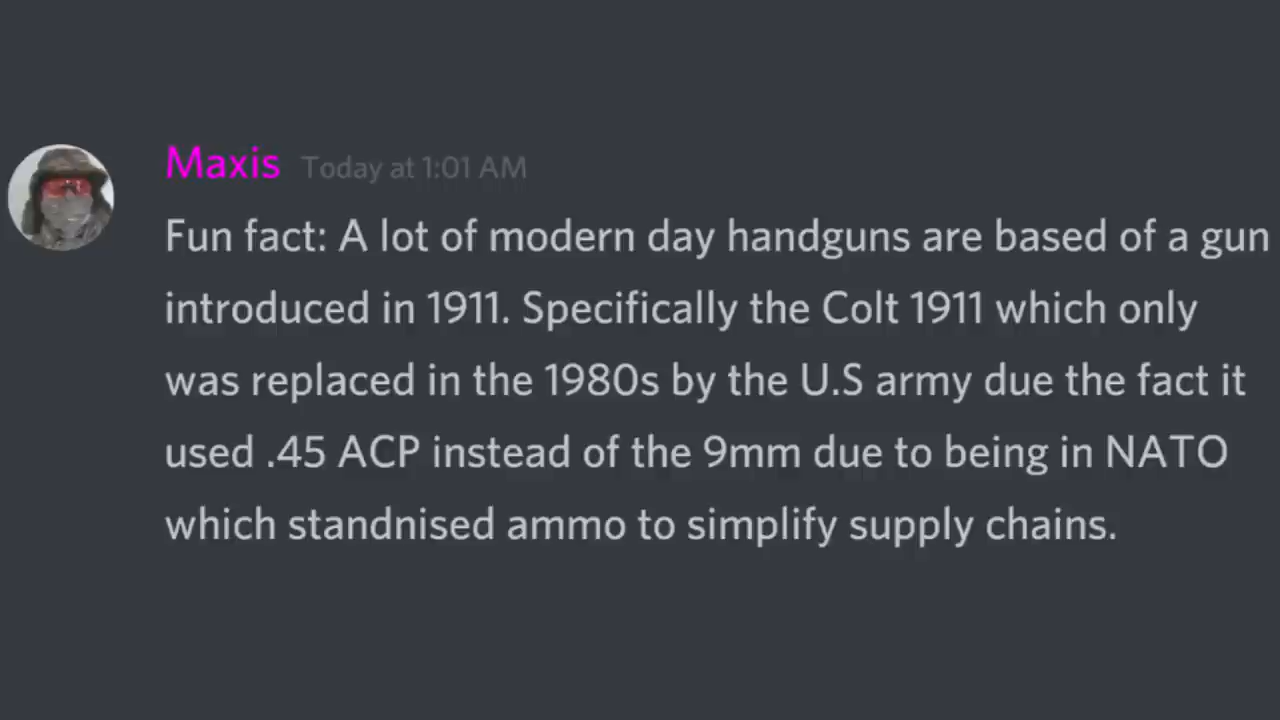 Maxis Today at 1:01 AM
Fun fact: A lot of modern day handguns are based of a gun
introduced in 1911. Specifically the Colt 1911 which only
was replaced in the 1980s by the U.S army due the fact it
used .45 ACP instead of the 9mm due to being in NATO
which standnised ammo to simplify supply chains.